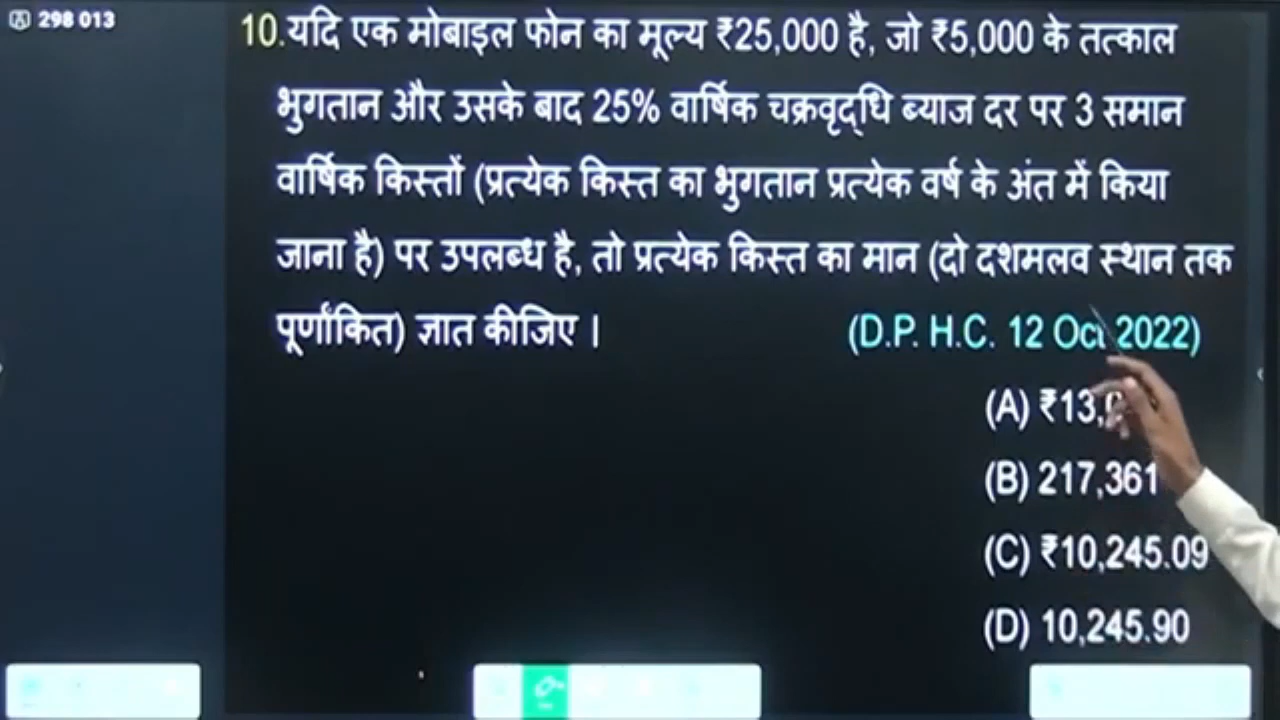 298 013
10.यदि एक मोबाइल फोन का मूल्य ₹25,000 है, जो ₹5,000 के तत्काल
भुगतान और उसके बाद 25% वार्षिक चक्रवृद्धि ब्याज दर पर 3 समान
वार्षिक किस्तों (प्रत्येक किस्त का भुगतान प्रत्येक वर्ष के अंत में किया
जाना है) पर उपलब्ध है, तो प्रत्येक किस्त का मान (दो दशमलव स्थान तक
पूर्णांकित) ज्ञात कीजिए ।
(D.P. H.C. 12 Oct 2022)
(A) ₹13,
(B) 217,361
(C) ₹10,245.09
(D) 10,245.90